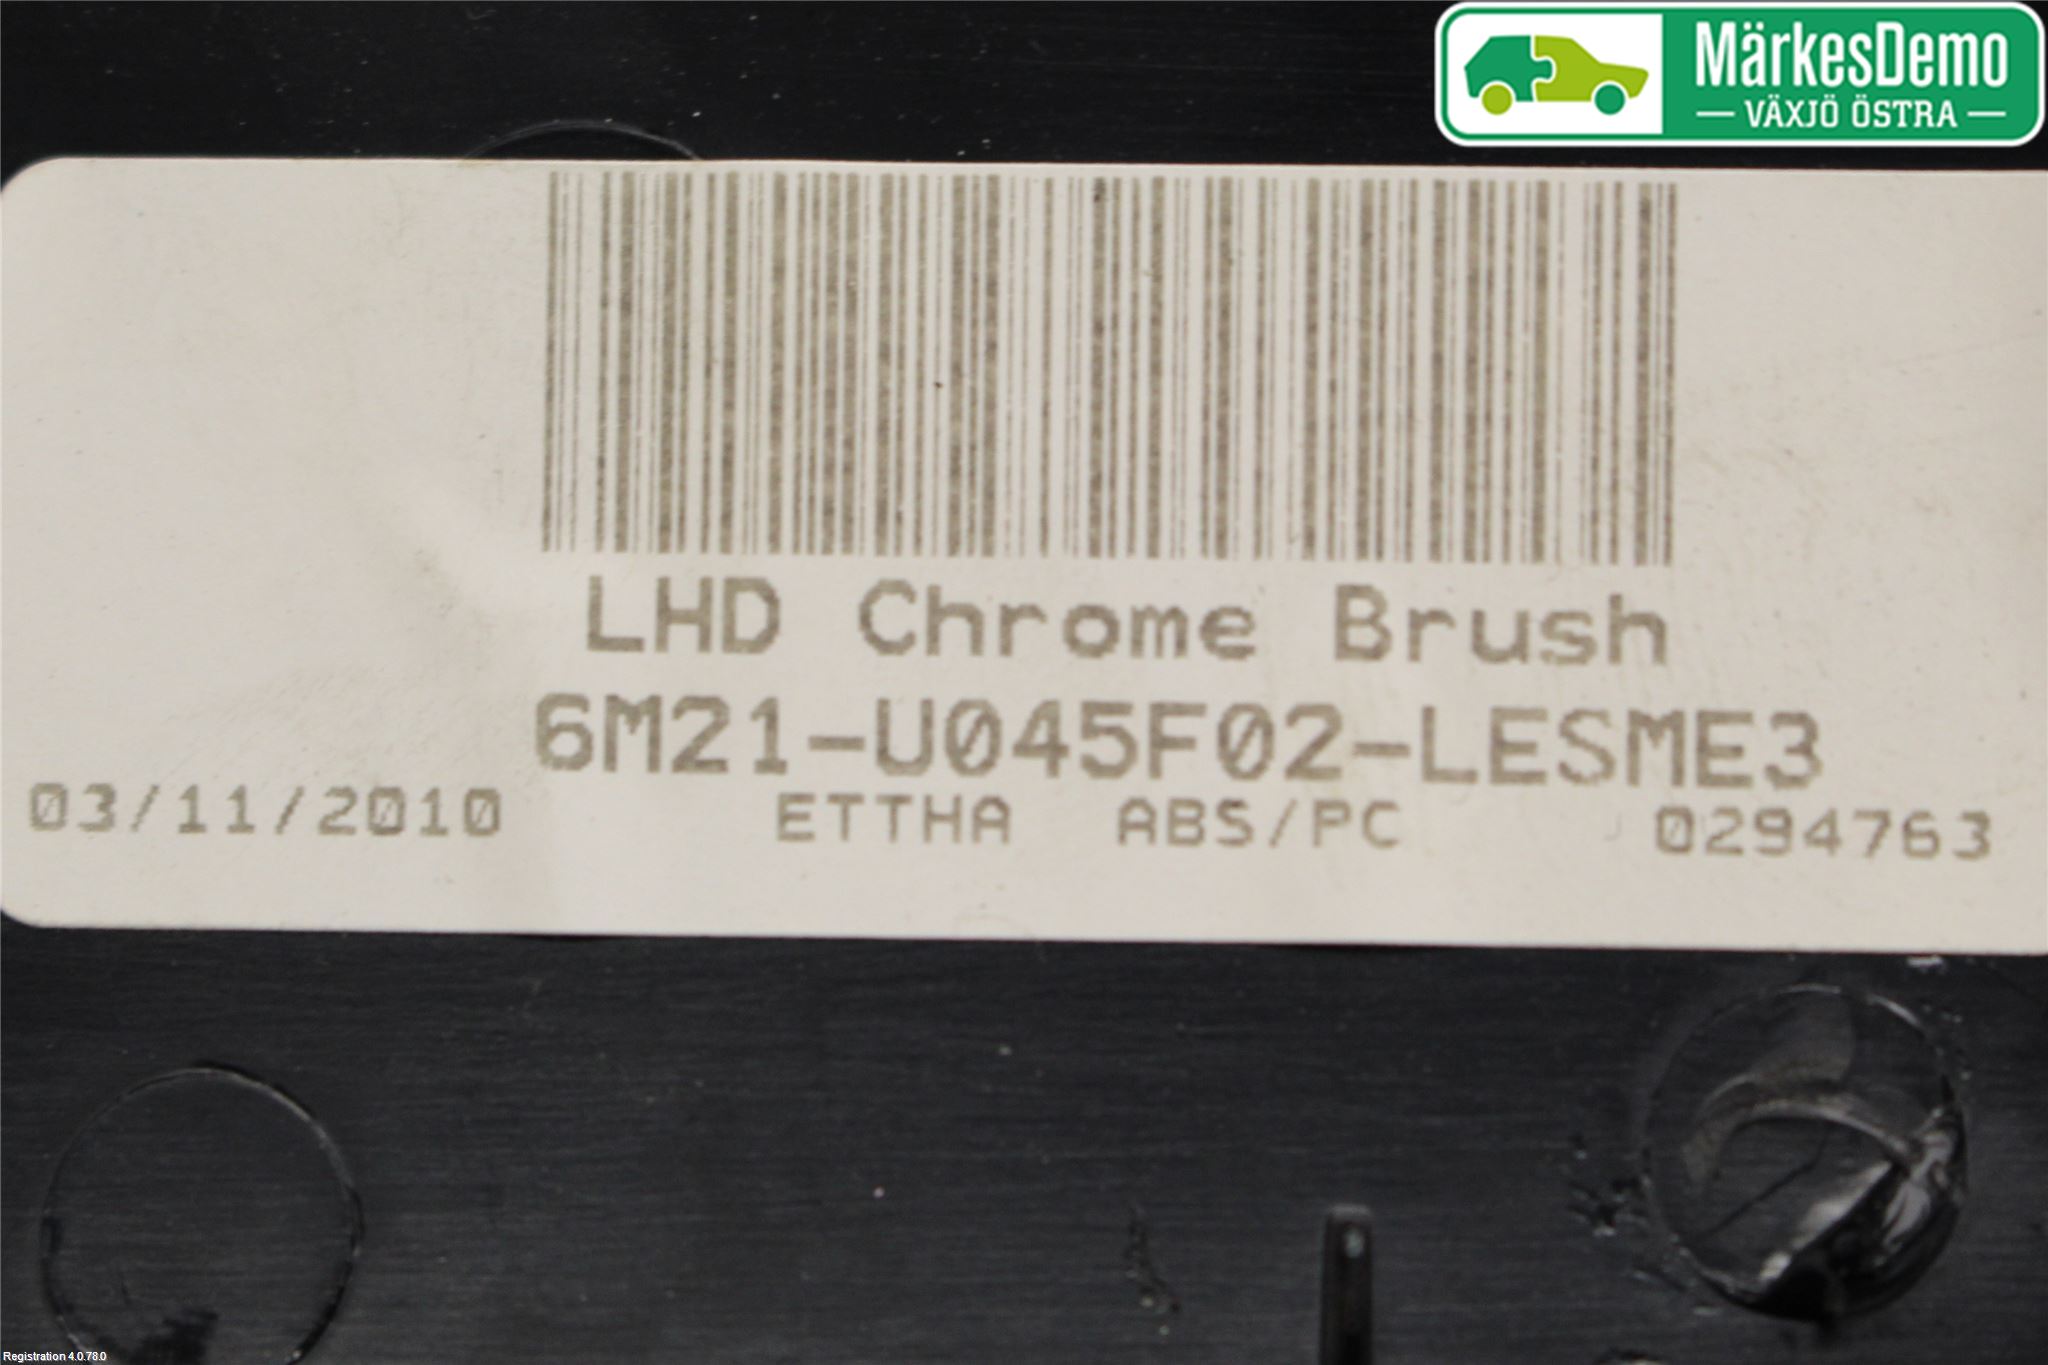 MärkesDemo
VÄXJÖ ÖSTRA
LHD Chrome Brush
6M21-U045F02-LESME3
03/11/2010 ETTHA ABS/PC 0294763
Registration 4.0.78.0